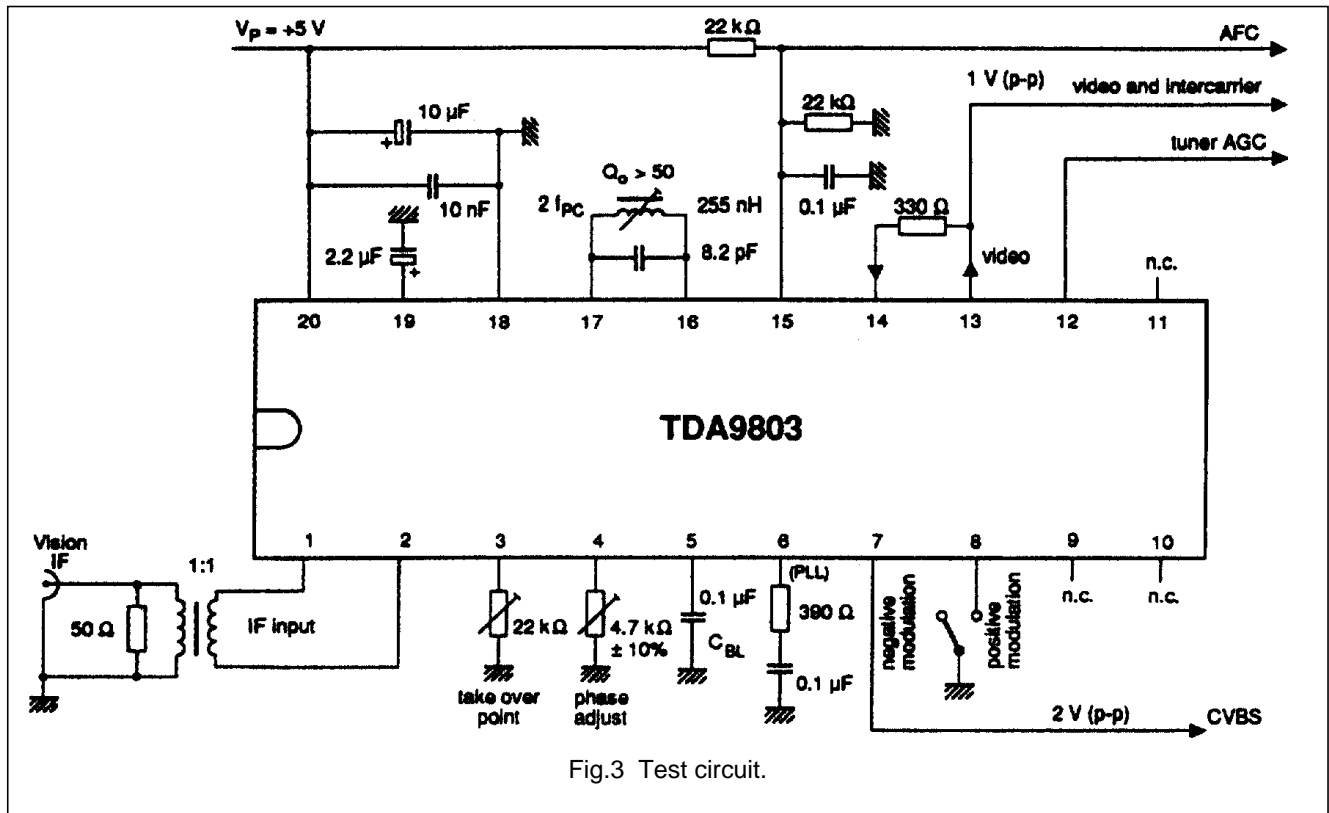 V_P = +5 V
22 kΩ
AFC
1 V (p-p)
video and intercarrier
10 µF
+
22 kΩ
tuner AGC
Q_o > 50
10 nF
2 f_PC
255 nH
0.1 µF
330 Ω
2.2 µF
+
8.2 pF
video
n.c.
20 19 18 17 16 15 14 13 12 11
TDA9803
1 2 3 4 5 6 7 8 9 10
Vision
IF
1:1
50 Ω
IF input
22 kΩ
take over
point
4.7 kΩ
± 10%
phase
adjust
0.1 µF
C_BL
(PLL)
390 Ω
0.1 µF
negative
modulation
positive
modulation
n.c.
n.c.
2 V (p-p)
CVBS
Fig.3 Test circuit.